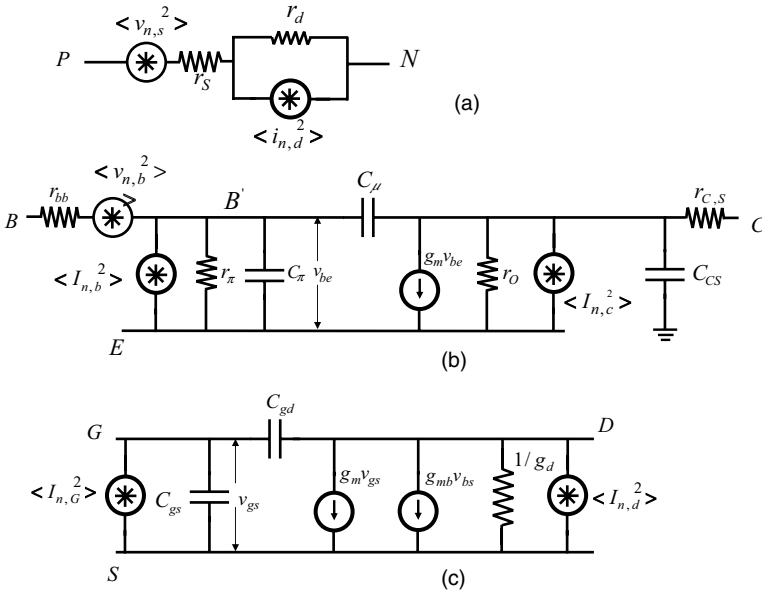 < v_{n,s}^2 >
r_d
P
r_S
N
< i_{n,d}^2 >
(a)
< v_{n,b}^2 >
>
r_{bb}
B
B'
C_μ
r_{C,S}
C
< I_{n,b}^2 >
r_π
C_π
v_{be}
g_m v_{be}
r_O
< I_{n,c}^2 >
C_{CS}
E
(b)
C_{gd}
G
D
< I_{n,G}^2 >
C_{gs}
v_{gs}
g_m v_{gs}
g_{mb} v_{bs}
1/ g_d
< I_{n,d}^2 >
S
(c)